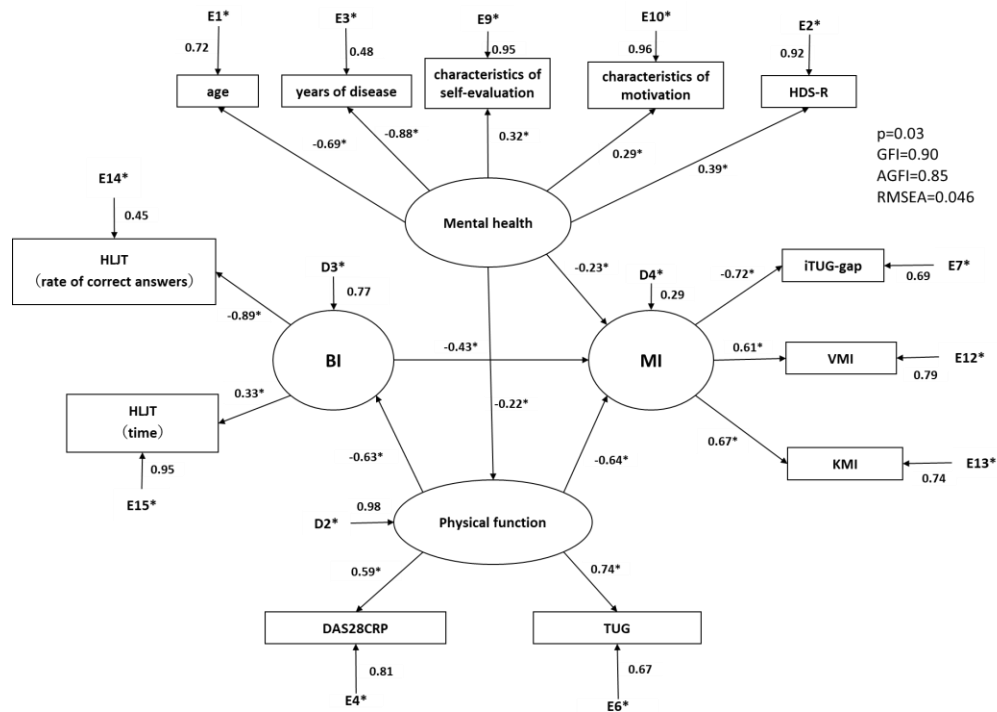 E1*
E3*
E9*
E10*
E2*
0.72
0.48
0.95
0.96
0.92
age
years of disease
characteristics of
self-evaluation
characteristics of
motivation
HDS-R
-0.69*
-0.88*
0.32*
0.29*
0.39*
p=0.03
GFI=0.90
AGFI=0.85
RMSEA=0.046
E14*
0.45
Mental health
HLJT
（rate of correct answers）
D3*
0.77
-0.23*
D4*
0.29
-0.72*
iTUG-gap
E7*
0.69
-0.89*
BI
-0.43*
MI
0.61*
VMI
E12*
0.79
0.33*
HLJT
（time）
-0.22*
0.67*
KMI
E13*
0.74
0.95
E15*
-0.63*
-0.64*
D2*
0.98
Physical function
0.59*
0.74*
DAS28CRP
TUG
0.81
0.67
E4*
E6*